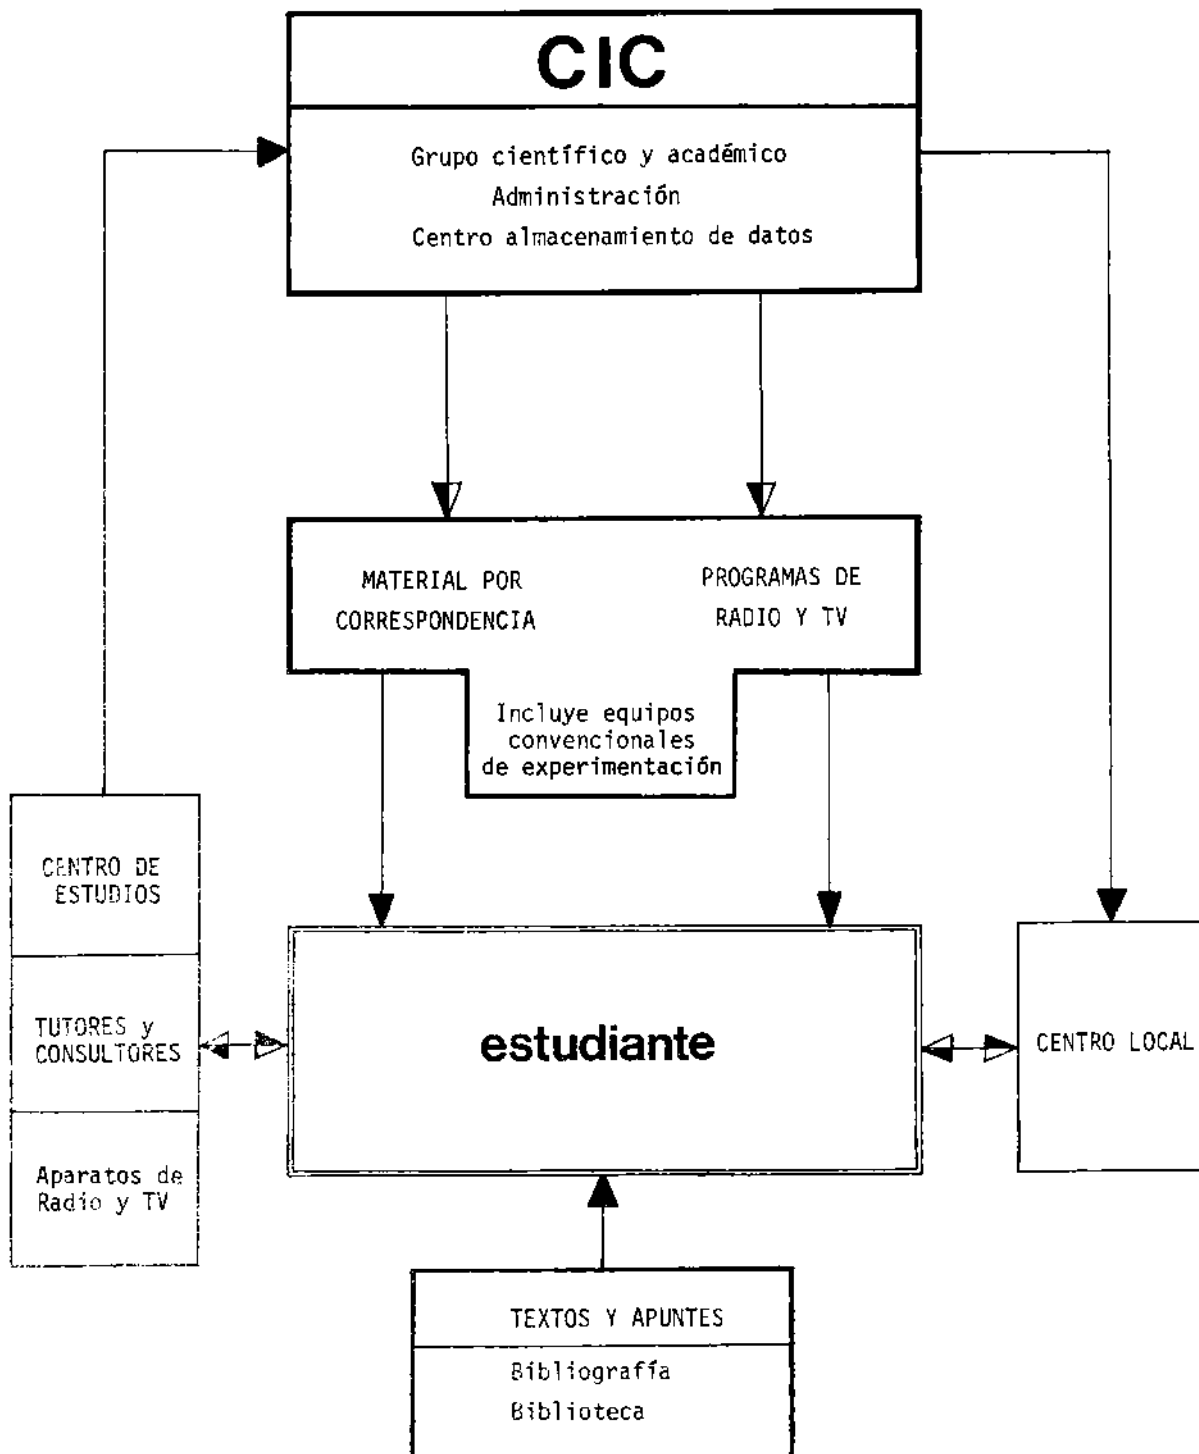 CIC
Grupo científico y académico
Administración
Centro almacenamiento de datos
MATERIAL POR
CORRESPONDENCIA
PROGRAMAS DE
RADIO Y TV
Incluye equipos
convencionales
de experimentación
CENTRO DE
ESTUDIOS
TUTORES y
CONSULTORES
Aparatos de
Radio y TV
estudiante
CENTRO LOCAL
TEXTOS Y APUNTES
Bibliografía
Biblioteca